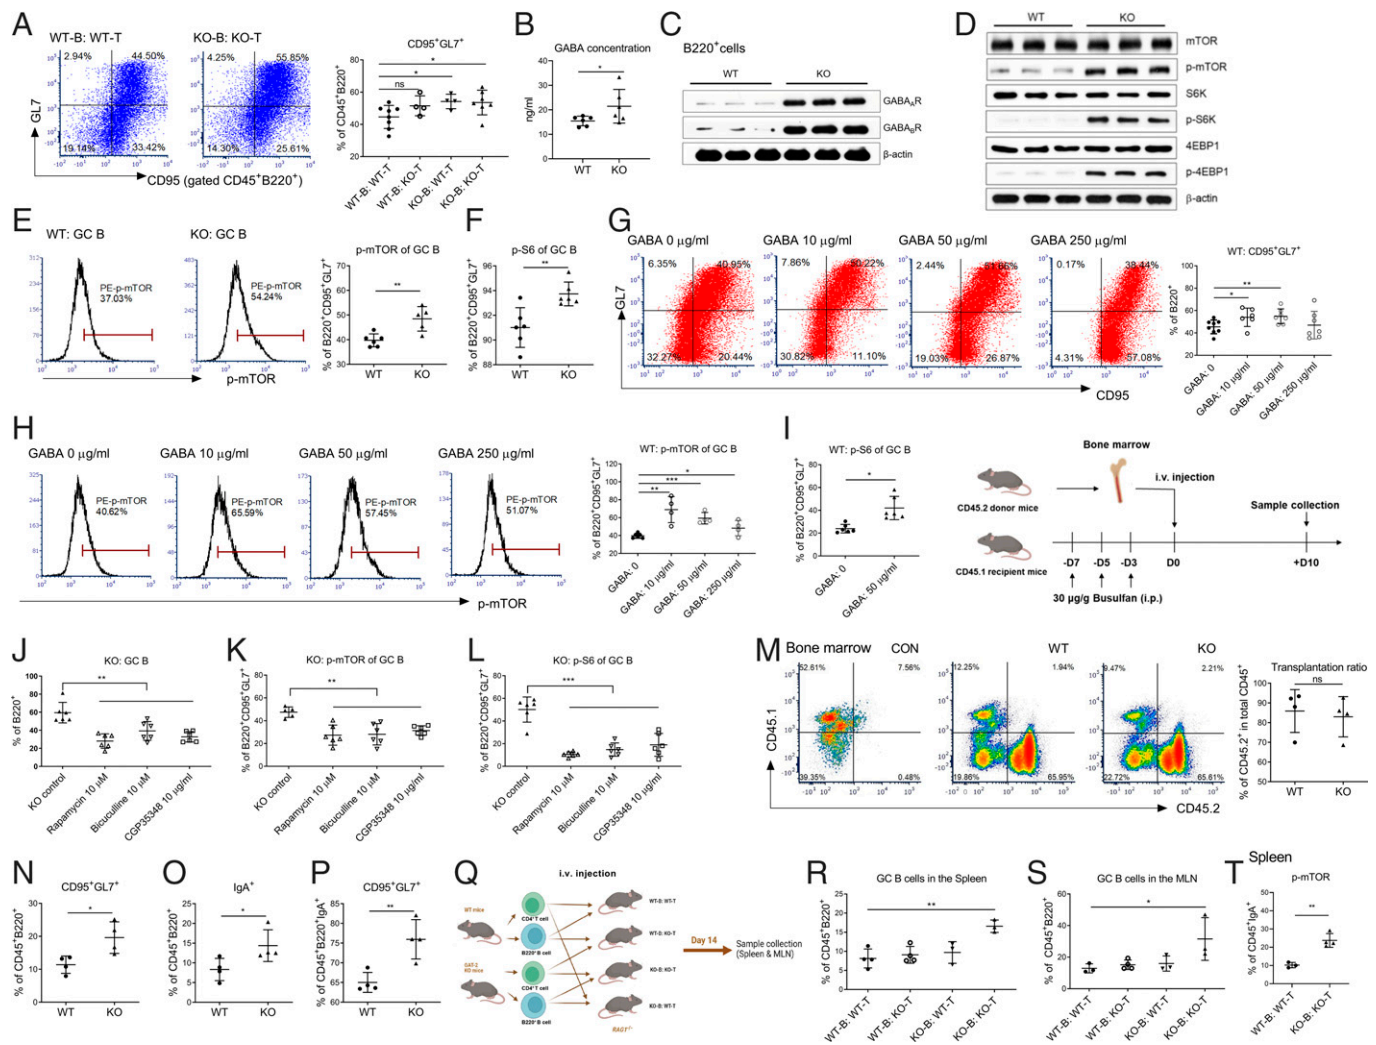 A
WT-B: WT-T
KO-B: KO-T
2.94%
44.50%
4.25%
55.85%
19.14%
33.42%
14.30%
25.61%
GL7
CD95 (gated CD45⁺B220⁺)
CD95⁺GL7⁺
% of CD45⁺B220⁺
ns
*
*
WT-B: WT-T
WT-B: KO-T
KO-B: WT-T
KO-B: KO-T
B
GABA concentration
ng/ml
*
WT
KO
C
B220⁺cells
WT
KO
GABA_AR
GABA_BR
β-actin
D
WT
KO
mTOR
p-mTOR
S6K
p-S6K
4EBP1
p-4EBP1
β-actin
E
WT: GC B
KO: GC B
PE-p-mTOR
37.03%
PE-p-mTOR
54.24%
p-mTOR
p-mTOR of GC B
% of B220⁺CD95⁺GL7⁺
**
WT
KO
F
p-S6 of GC B
% of B220⁺CD95⁺GL7⁺
**
WT
KO
G
GABA 0 μg/ml
GABA 10 μg/ml
GABA 50 μg/ml
GABA 250 μg/ml
6.35%
40.95%
7.86%
50.22%
2.44%
0.17%
38.44%
32.27%
20.44%
30.82%
11.10%
19.03%
26.87%
4.31%
57.08%
GL7
CD95
WT: CD95⁺GL7⁺
% of B220⁺
*
**
GABA: 0
GABA: 10 μg/ml
GABA: 50 μg/ml
GABA: 250 μg/ml
H
GABA 0 μg/ml
GABA 10 μg/ml
GABA 50 μg/ml
GABA 250 μg/ml
PE-p-mTOR
40.62%
PE-p-mTOR
65.59%
PE-p-mTOR
57.45%
PE-p-mTOR
51.07%
p-mTOR
WT: p-mTOR of GC B
% of B220⁺CD95⁺GL7⁺
*
***
**
GABA: 0
GABA: 10 μg/ml
GABA: 50 μg/ml
GABA: 250 μg/ml
I
WT: p-S6 of GC B
% of B220⁺CD95⁺GL7⁺
*
GABA: 0
GABA: 50 μg/ml
Bone marrow
i.v. injection
CD45.2 donor mice
Sample collection
CD45.1 recipient mice
-D7
-D5
-D3
D0
+D10
30 μg/g Busulfan (i.p.)
J
KO: GC B
% of B220⁺
**
KO control
Rapamycin 10 μM
Bicuculline 10 μM
CGP35348 10 μg/ml
K
KO: p-mTOR of GC B
% of B220⁺CD95⁺GL7⁺
**
KO control
Rapamycin 10 μM
Bicuculline 10 μM
CGP35348 10 μg/ml
L
KO: p-S6 of GC B
% of B220⁺CD95⁺GL7⁺
***
KO control
Rapamycin 10 μM
Bicuculline 10 μM
CGP35348 10 μg/ml
M
Bone marrow
CON
WT
KO
52.61%
7.56%
12.25%
1.94%
9.47%
2.21%
39.35%
0.48%
19.86%
65.95%
22.72%
65.61%
CD45.1
CD45.2
Transplantation ratio
% of CD45.2⁺ in total CD45⁺
ns
WT
KO
N
CD95⁺GL7⁺
% of CD45⁺B220⁺
*
WT
KO
O
IgA⁺
% of CD45⁺B220⁺
*
WT
KO
P
CD95⁺GL7⁺
% of CD45⁺B220⁺IgA⁺
**
WT
KO
Q
i.v. injection
WT mice
CD4⁺ T cell
B220⁺ B cell
GAT-2
KO mice
CD4⁺ T cell
B220⁺ B cell
WT-B: WT-T
WT-B: KO-T
KO-B: KO-T
KO-B: WT-T
RAG1⁻/⁻
Day 14
Sample collection
(Spleen & MLN)
R
GC B cells in the Spleen
% of CD45⁺B220⁺
**
WT-B: WT-T
WT-B: KO-T
KO-B: WT-T
KO-B: KO-T
S
GC B cells in the MLN
% of CD45⁺B220⁺
*
WT-B: WT-T
WT-B: KO-T
KO-B: WT-T
KO-B: KO-T
T
Spleen
p-mTOR
% of CD45⁺IgA⁺
**
WT-B: WT-T
KO-B: KO-T